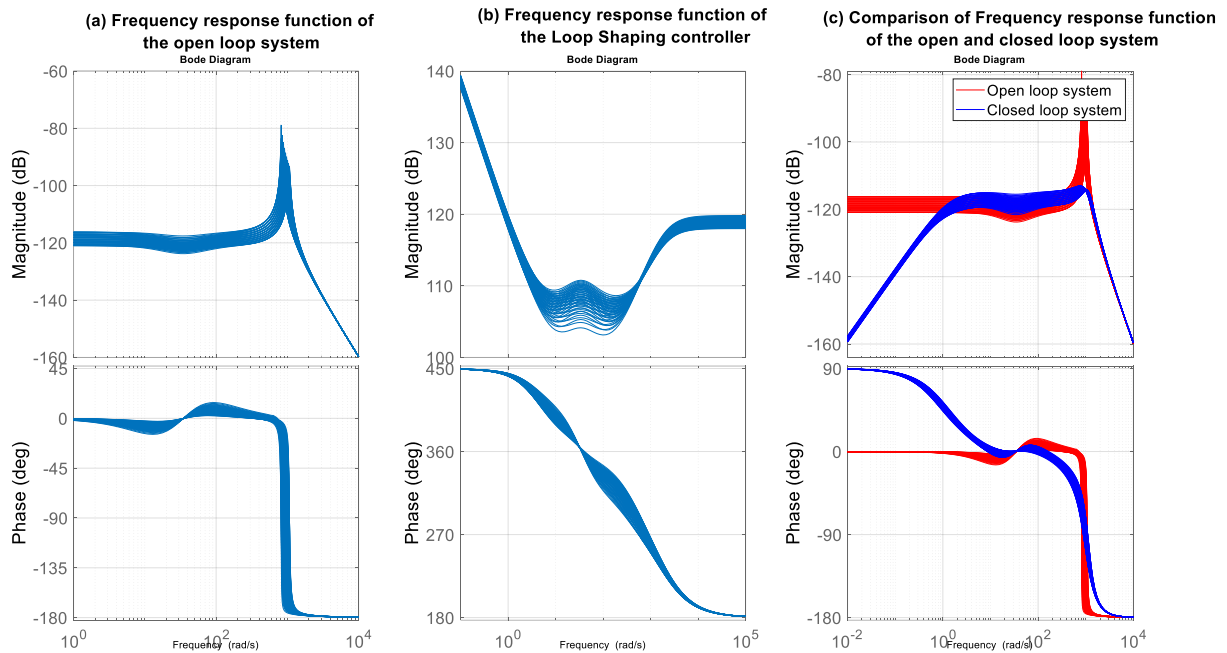 (a) Frequency response function of
the open loop system
Bode Diagram
-60
-80
-100
-120
-140
-160
Magnitude (dB)
45
0
-45
-90
-135
-180
Phase (deg)
10^0
10^2
10^4
Frequency (rad/s)
(b) Frequency response function of
the Loop Shaping controller
Bode Diagram
140
130
120
110
100
Magnitude (dB)
450
360
270
180
Phase (deg)
10^0
10^5
Frequency (rad/s)
(c) Comparison of Frequency response function
of the open and closed loop system
Bode Diagram
Open loop system
Closed loop system
-80
-100
-120
-140
-160
Magnitude (dB)
90
0
-90
-180
Phase (deg)
10^-2
10^0
10^2
10^4
Frequency (rad/s)